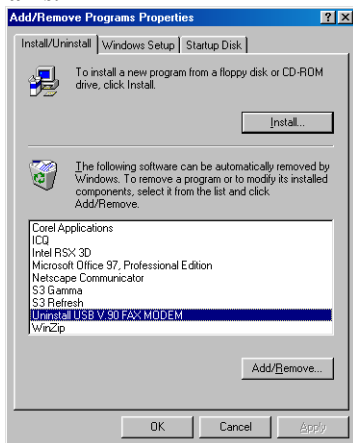 Add/Remove Programs Properties
Install/Uninstall Windows Setup Startup Disk
To install a new program from a floppy disk or CD-ROM
drive, click Install.
Install...
The following software can be automatically removed by
Windows. To remove a program or to modify its installed
components, select it from the list and click
Add/Remove.
Corel Applications
ICQ
Intel RSX 3D
Microsoft Office 97, Professional Edition
Netscape Communicator
S3 Gamma
S3 Refresh
Uninstall USB V.90 FAX MODEM
WinZip
Add/Remove...
OK Cancel Apply